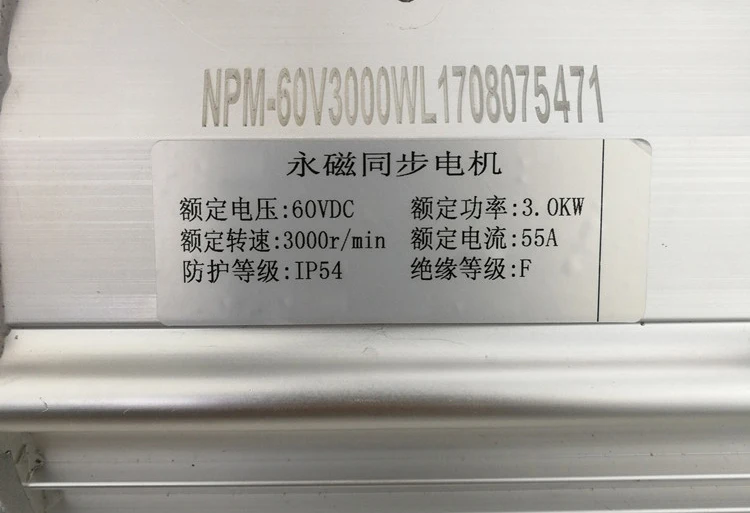 NPM-60V3000WL1708075471
永磁同步电机
额定电压:60VDC 额定功率:3.0KW
额定转速:3000r/min 额定电流:55A
防护等级:IP54 绝缘等级:F